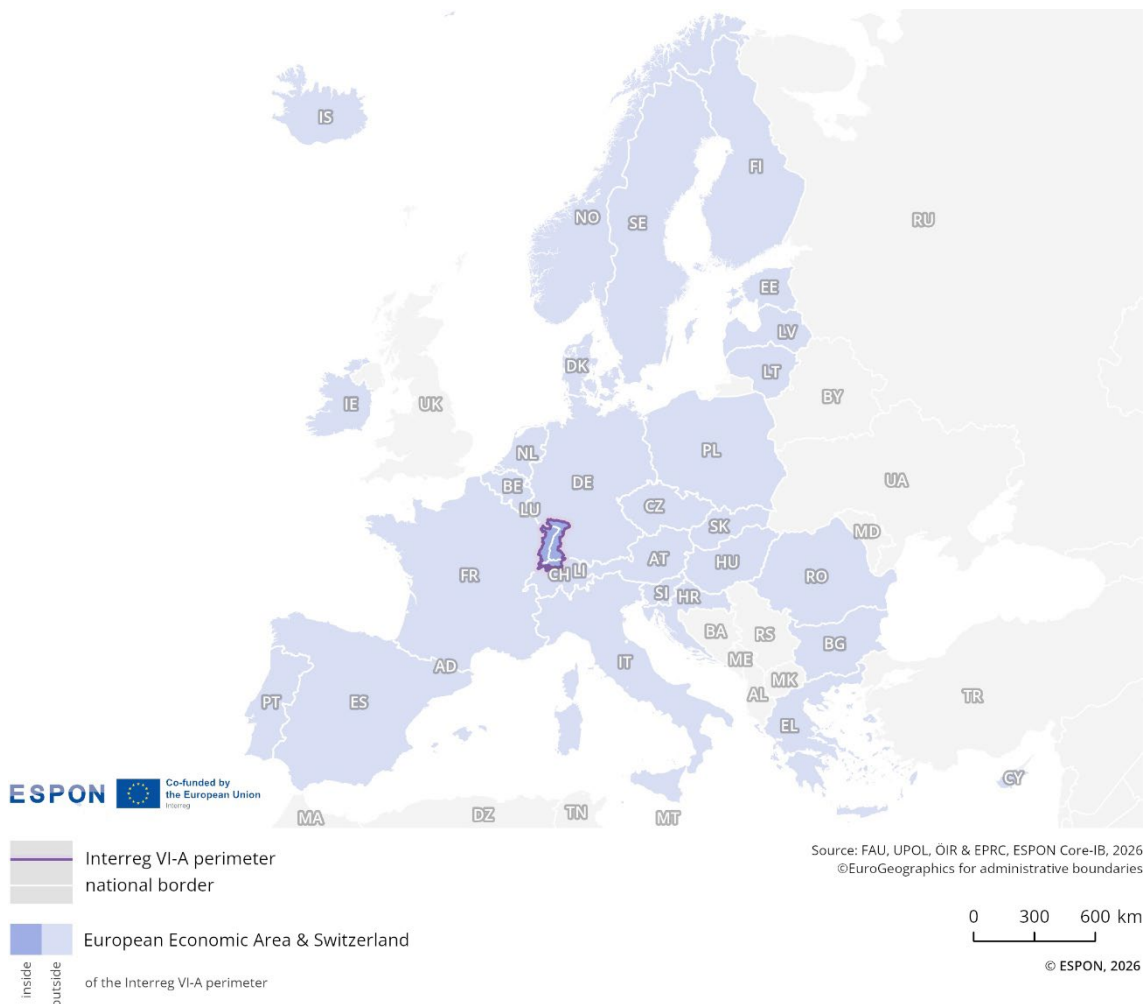 IS
FI
NO
SE
RU
EE
LV
DK
LT
IE
UK
BY
NL
PL
BE
DE
LU
CZ
UA
SK
MD
FR
CH
LI
AT
HU
RO
SI
HR
BA
RS
BG
IT
ME
AD
MK
AL
PT
ES
TR
EL
CY
ESPON
Co-funded by
the European Union
Interreg
MA
DZ
TN
MT
Interreg VI-A perimeter
national border
Source: FAU, UPOL, ÖIR & EPRC, ESPON Core-IB, 2026
©EuroGeographics for administrative boundaries
0 300 600 km
European Economic Area & Switzerland
© ESPON, 2026
inside
outside
of the Interreg VI-A perimeter